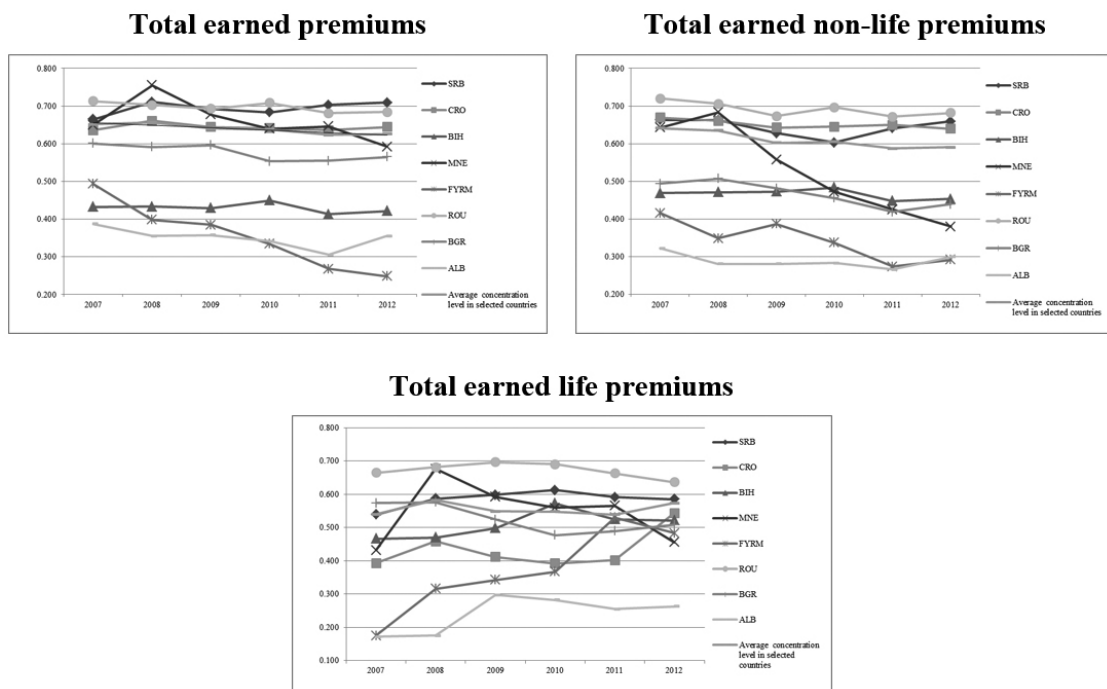 Total earned premiums
0.800
0.700
0.600
0.500
0.400
0.300
0.200
2007 2008 2009 2010 2011 2012
SRB
CRO
BIH
MNE
FYRM
ROU
BGR
ALB
Average concentration
level in selected countries
Total earned non-life premiums
0.800
0.700
0.600
0.500
0.400
0.300
0.200
2007 2008 2009 2010 2011 2012
SRB
CRO
BIH
MNE
FYRM
ROU
BGR
ALB
Average concentration
level in selected countries
Total earned life premiums
0.800
0.700
0.600
0.500
0.400
0.300
0.200
0.100
2007 2008 2009 2010 2011 2012
SRB
CRO
BIH
MNE
FYRM
ROU
BGR
ALB
Average concentration
level in selected
countries